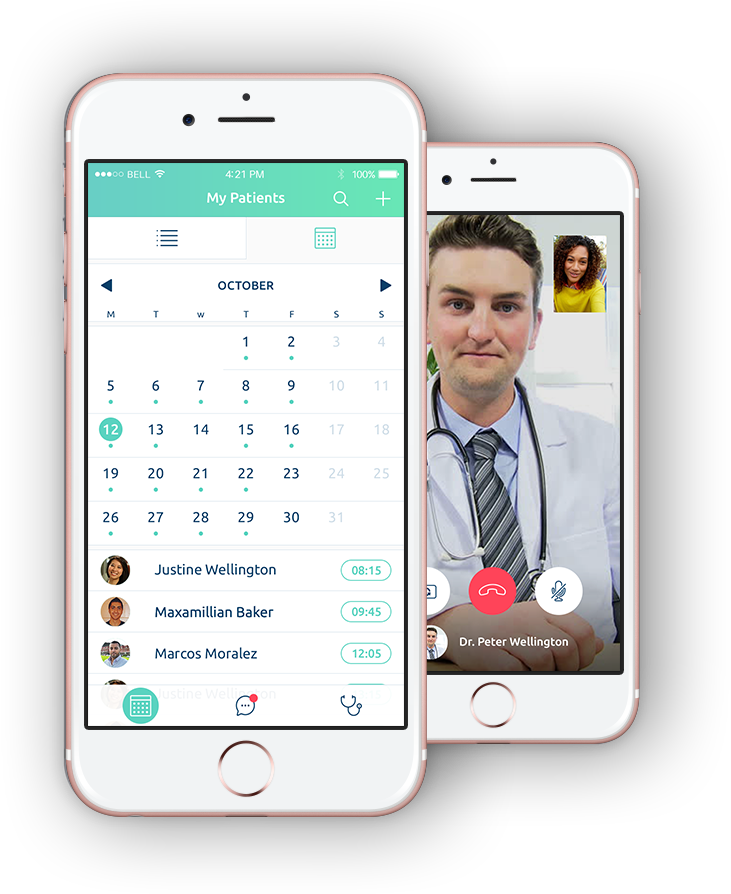 BELL 4:21 PM 100%
My Patients
OCTOBER
M T w T F S S
1 2 3 4
5 6 7 8 9 10 11
12 13 14 15 16 17 18
19 20 21 22 23 24 25
26 27 28 29 30 31
Justine Wellington 08:15
Maxamillian Baker 09:45
Marcos Moralez 12:05
Justine Wellington
Dr. Peter Wellington